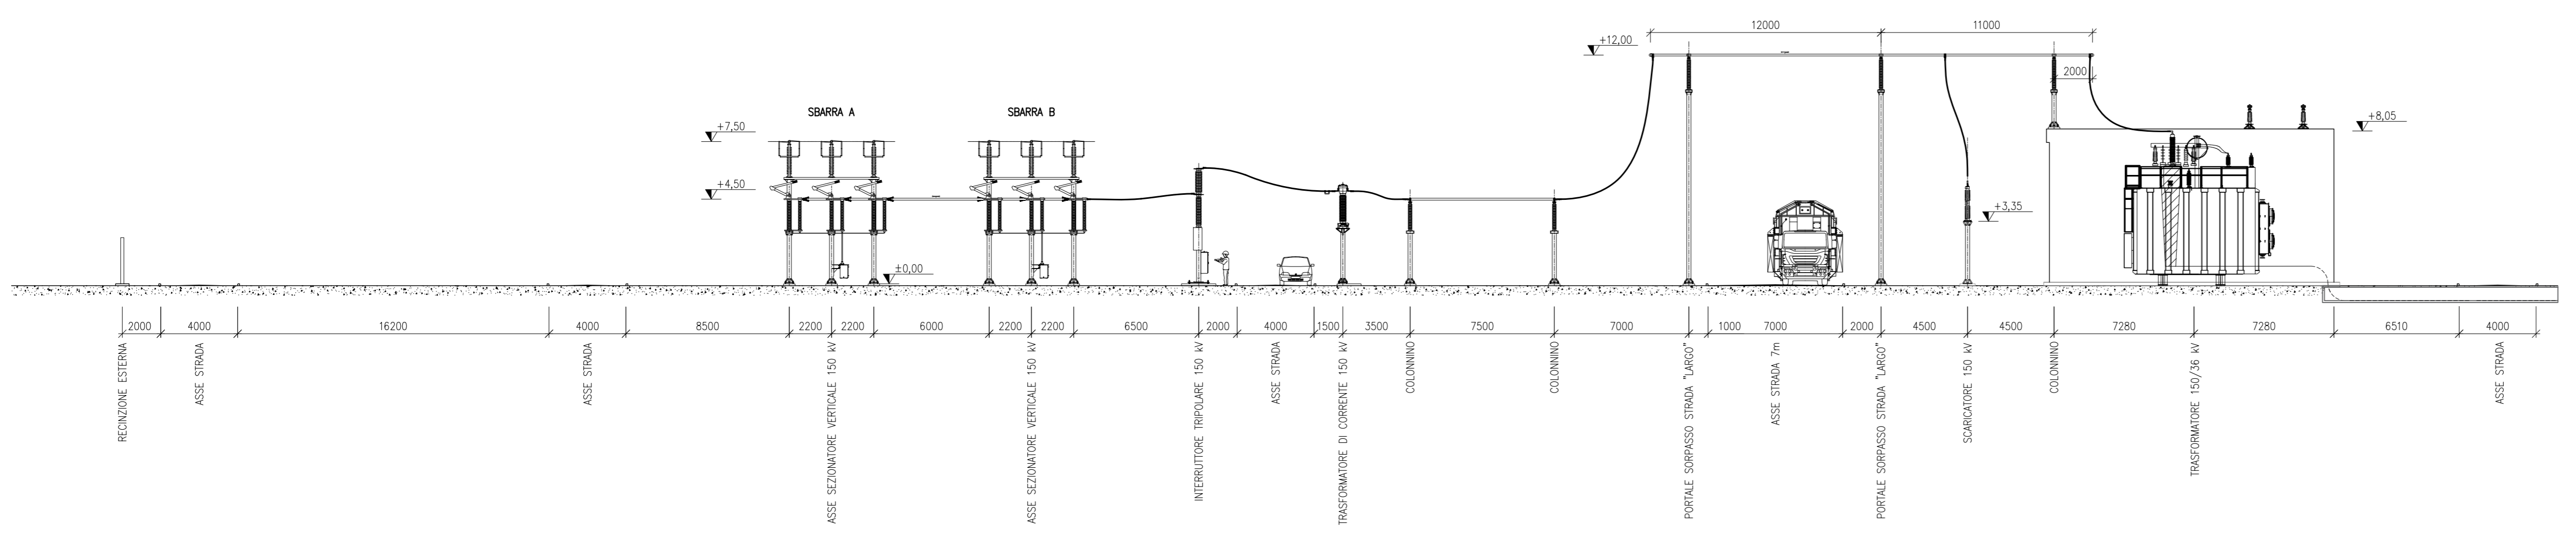 12000
11000
+12,00
2000
SBARRA A
SBARRA B
+7,50
+8,05
+4,50
+3,35
±0,00
2000
4000
16200
4000
8500
2200
2200
6000
2200
2200
6500
2000
4000
1500
3500
7500
7000
1000
7000
2000
4500
4500
7280
7280
6510
4000
RECINZIONE ESTERNA
ASSE STRADA
ASSE STRADA
ASSE SEZIONATORE VERTICALE 150 kV
ASSE SEZIONATORE VERTICALE 150 kV
INTERRUTTORE TRIPOLARE 150 kV
ASSE STRADA
TRASFORMATORE DI CORRENTE 150 kV
COLONNINO
COLONNINO
PORTALE SORPASSO STRADA "LARGO"
ASSE STRADA 7m
PORTALE SORPASSO STRADA "LARGO"
SCARICATORE 150 kV
COLONNINO
TRASFORMATORE 150/36 kV
ASSE STRADA